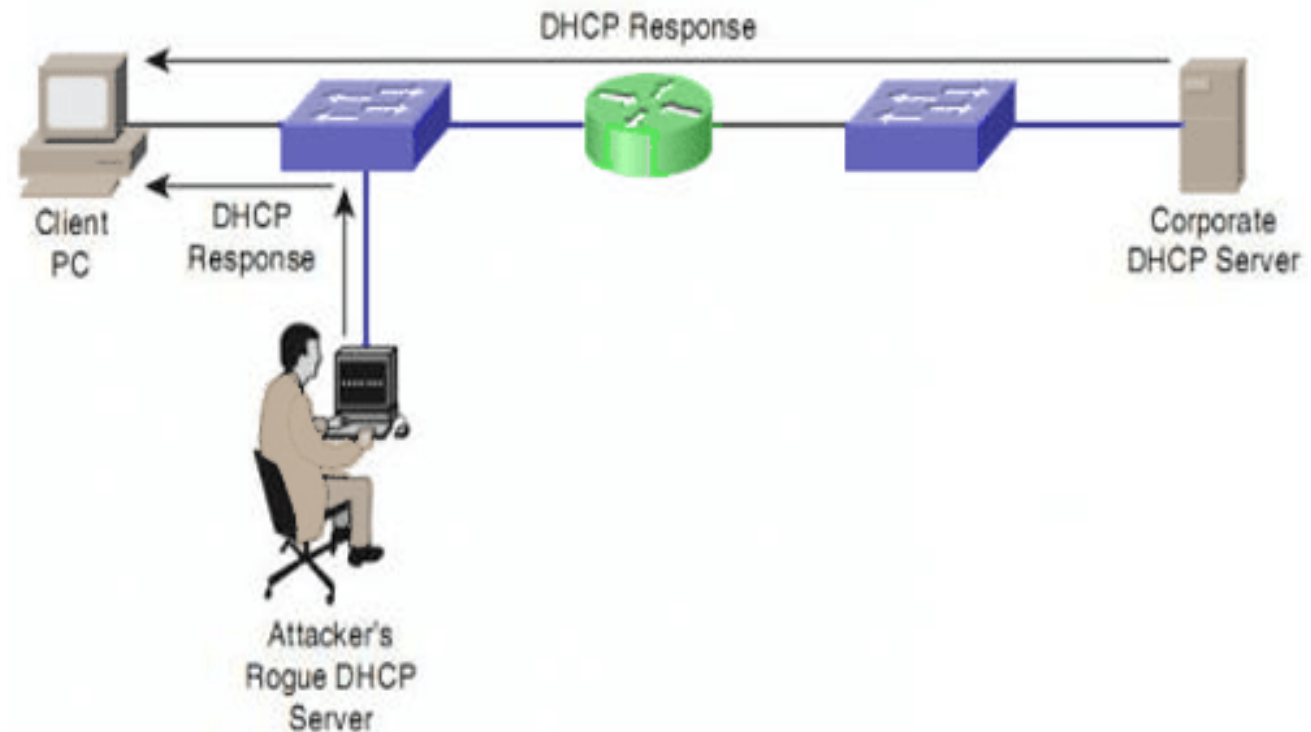 DHCP Response
Client
PC
DHCP
Response
Corporate
DHCP Server
Attacker's
Rogue DHCP
Server